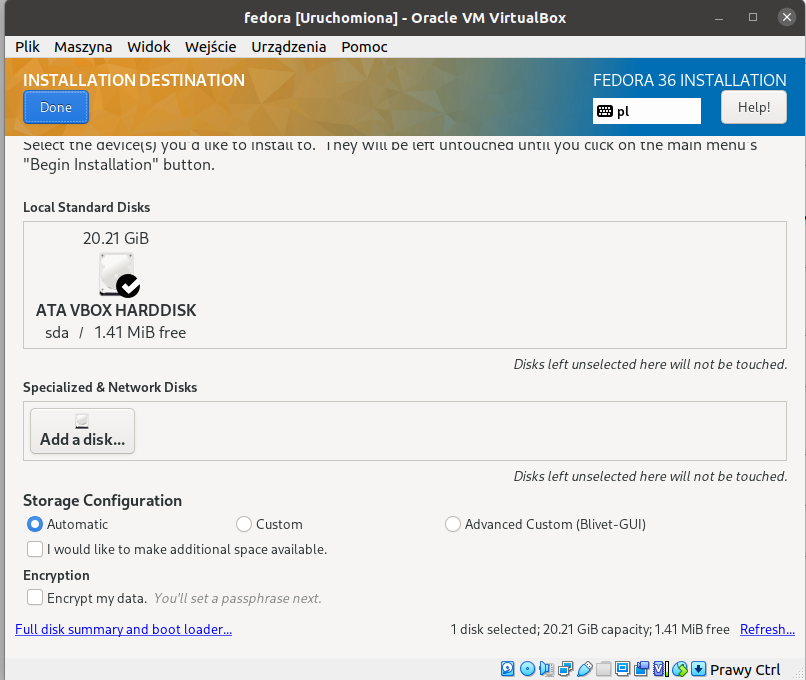 fedora [Uruchomiona] - Oracle VM VirtualBox
Plik Maszyna Widok Wejście Urządzenia Pomoc
INSTALLATION DESTINATION
FEDORA 36 INSTALLATION
Done
pl
Help!
Select the device(s) you'd like to install to. They will be left untouched until you click on the main menu's
"Begin Installation" button.
Local Standard Disks
20.21 GiB
ATA VBOX HARDDISK
sda / 1.41 MiB free
Disks left unselected here will not be touched.
Specialized & Network Disks
Add a disk...
Disks left unselected here will not be touched.
Storage Configuration
Automatic Custom Advanced Custom (Blivet-GUI)
I would like to make additional space available.
Encryption
Encrypt my data. You'll set a passphrase next.
Full disk summary and boot loader... 1 disk selected; 20.21 GiB capacity; 1.41 MiB free Refresh...
Prawy Ctrl